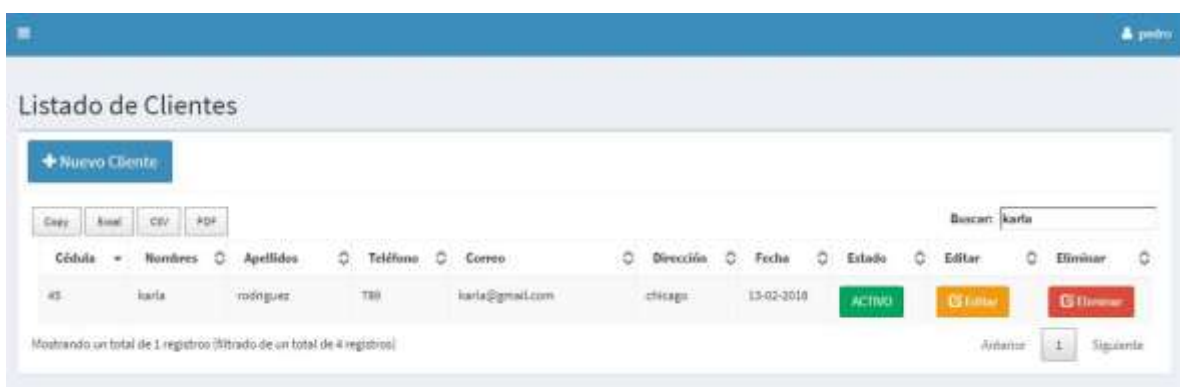 pedro
Listado de Clientes
Nuevo Cliente
Copy Excel CSV PDF
Buscar: karla
Cédula Nombres Apellidos Teléfono Correo Dirección Fecha Estado Editar Eliminar
45 karla rodriguez 789 karla@gmail.com chicago 13-02-2018 ACTIVO Editar Eliminar
Mostrando un total de 1 registros (filtrado de un total de 4 registros)
Anterior 1 Siguiente